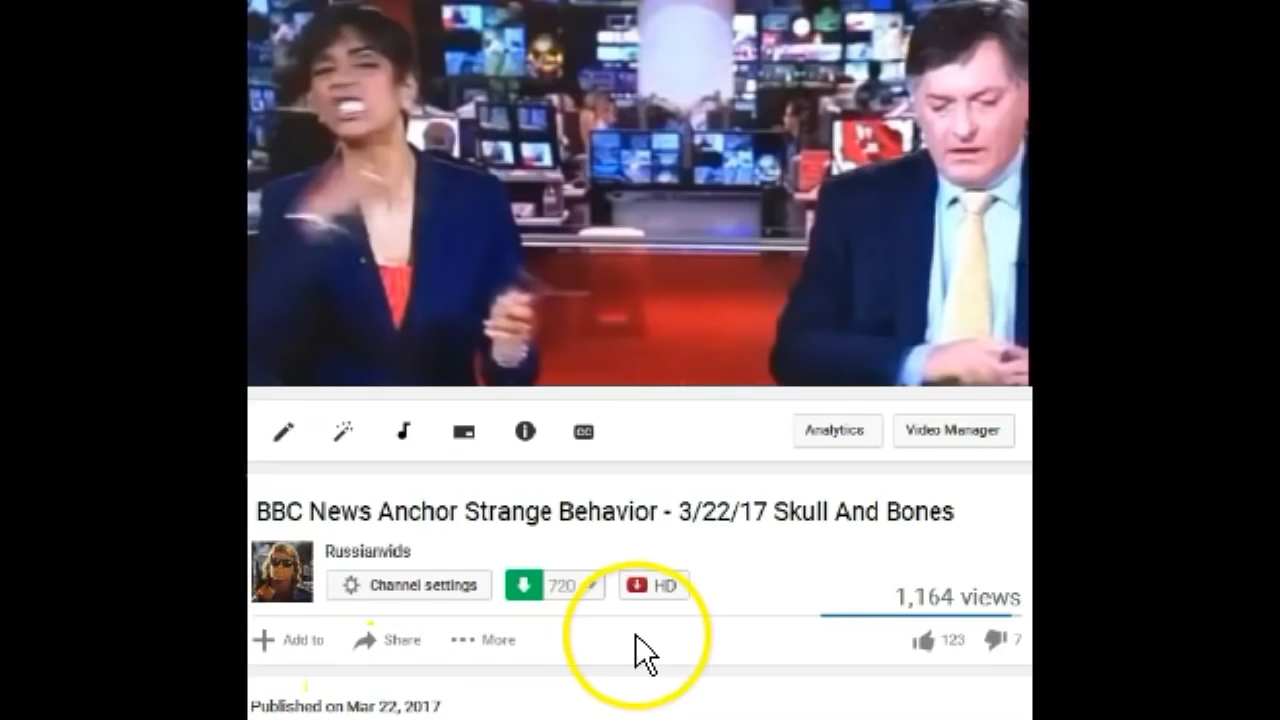 Analytics Video Manager
BBC News Anchor Strange Behavior - 3/22/17 Skull And Bones
Russianvids
Channel settings 720 HD
1,164 views
Add to Share More 123 7
Published on Mar 22, 2017